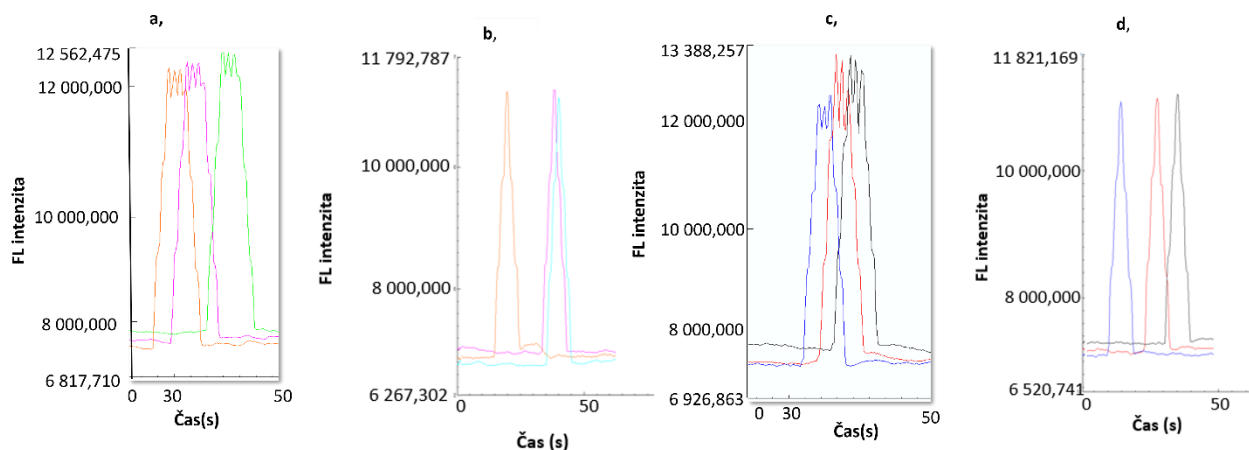 a,
FL intenzita
12 562,475
12 000,000
10 000,000
8 000,000
6 817,710
30
50
Čas(s)
b,
FL intenzita
11 792,787
10 000,000
8 000,000
6 267,302
0
50
Čas (s)
c,
FL intenzita
13 388,257
12 000,000
10 000,000
8 000,000
6 926,863
0
30
50
Čas(s)
d,
FL intenzita
11 821,169
10 000,000
8 000,000
6 520,741
0
50
Čas (s)